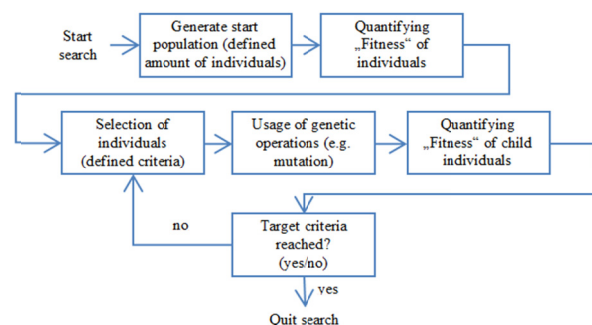 Start
search
Generate start
population (defined
amount of individuals)
Quantifying
„Fitness“ of
individuals
Selection of
individuals
(defined criteria)
Usage of genetic
operations (e.g.
mutation)
Quantifying
„Fitness“ of child
individuals
no
Target criteria
reached?
(yes/no)
yes
Quit search